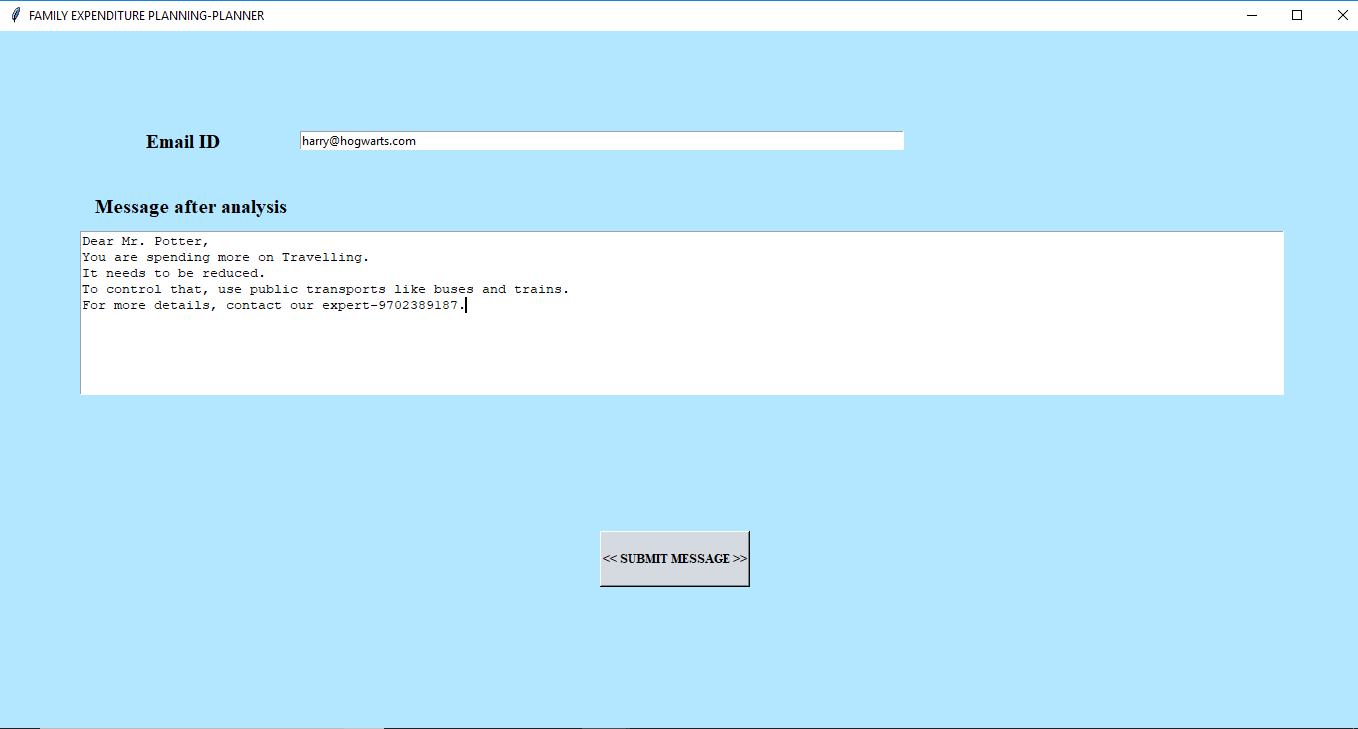 FAMILY EXPENDITURE PLANNING-PLANNER
Email ID
harry@hogwarts.com
Message after analysis
Dear Mr. Potter,
You are spending more on Travelling.
It needs to be reduced.
To control that, use public transports like buses and trains.
For more details, contact our expert-9702389187.
<< SUBMIT MESSAGE >>